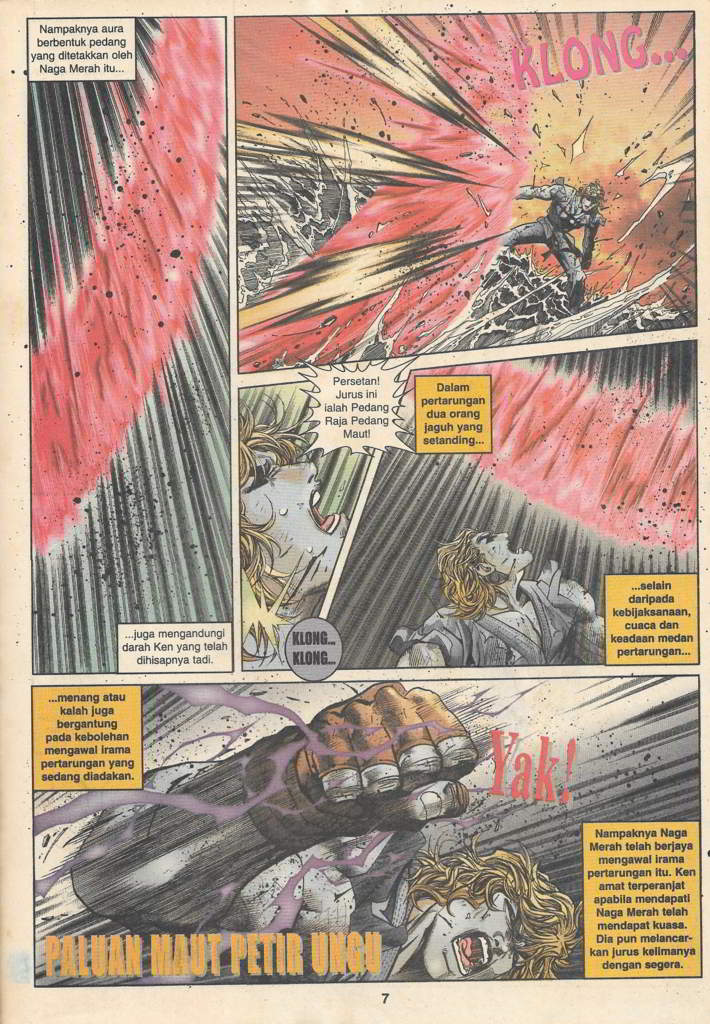 Nampaknya aura
berbentuk pedang
yang ditetakkan oleh
Naga Merah itu...
...juga mengandungi
darah Ken yang telah
dihisapnya tadi.
KLONG...
Persetan!
Jurus ini
ialah Pedang
Raja Pedang
Maut!
KLONG...
KLONG...
Dalam
pertarungan
dua orang
jaguh yang
setanding...
...selain
daripada
kebijaksanaan,
cuaca dan
keadaan medan
pertarungan...
...menang atau
kalah juga
bergantung
pada kebolehan
mengawal irama
pertarungan yang
sedang diadakan.
Yak!
PALUAN MAUT PETIR UNGU
Nampaknya Naga
Merah telah berjaya
mengawal irama
pertarungan itu. Ken
amat terperanjat
apabila mendapati
Naga Merah telah
mendapat kuasa.
Dia pun melancar-
kan jurus kelimanya
dengan segera.
7